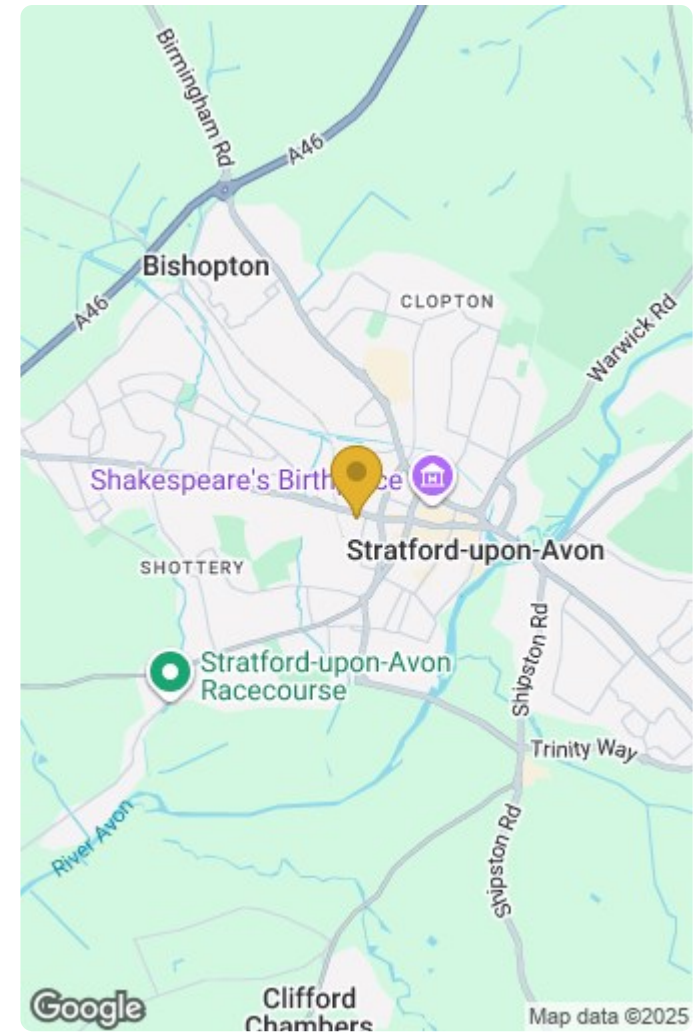 Birmingham Rd
A46
Bishopton
A46
CLOPTON
Warwick Rd
Shakespeare's Birthplace
Stratford-upon-Avon
SHOTTERY
Stratford-upon-Avon
Racecourse
Shipston Rd
Trinity Way
River Avon
Shipston Rd
Clifford
Chambers
Google
Map data ©2025